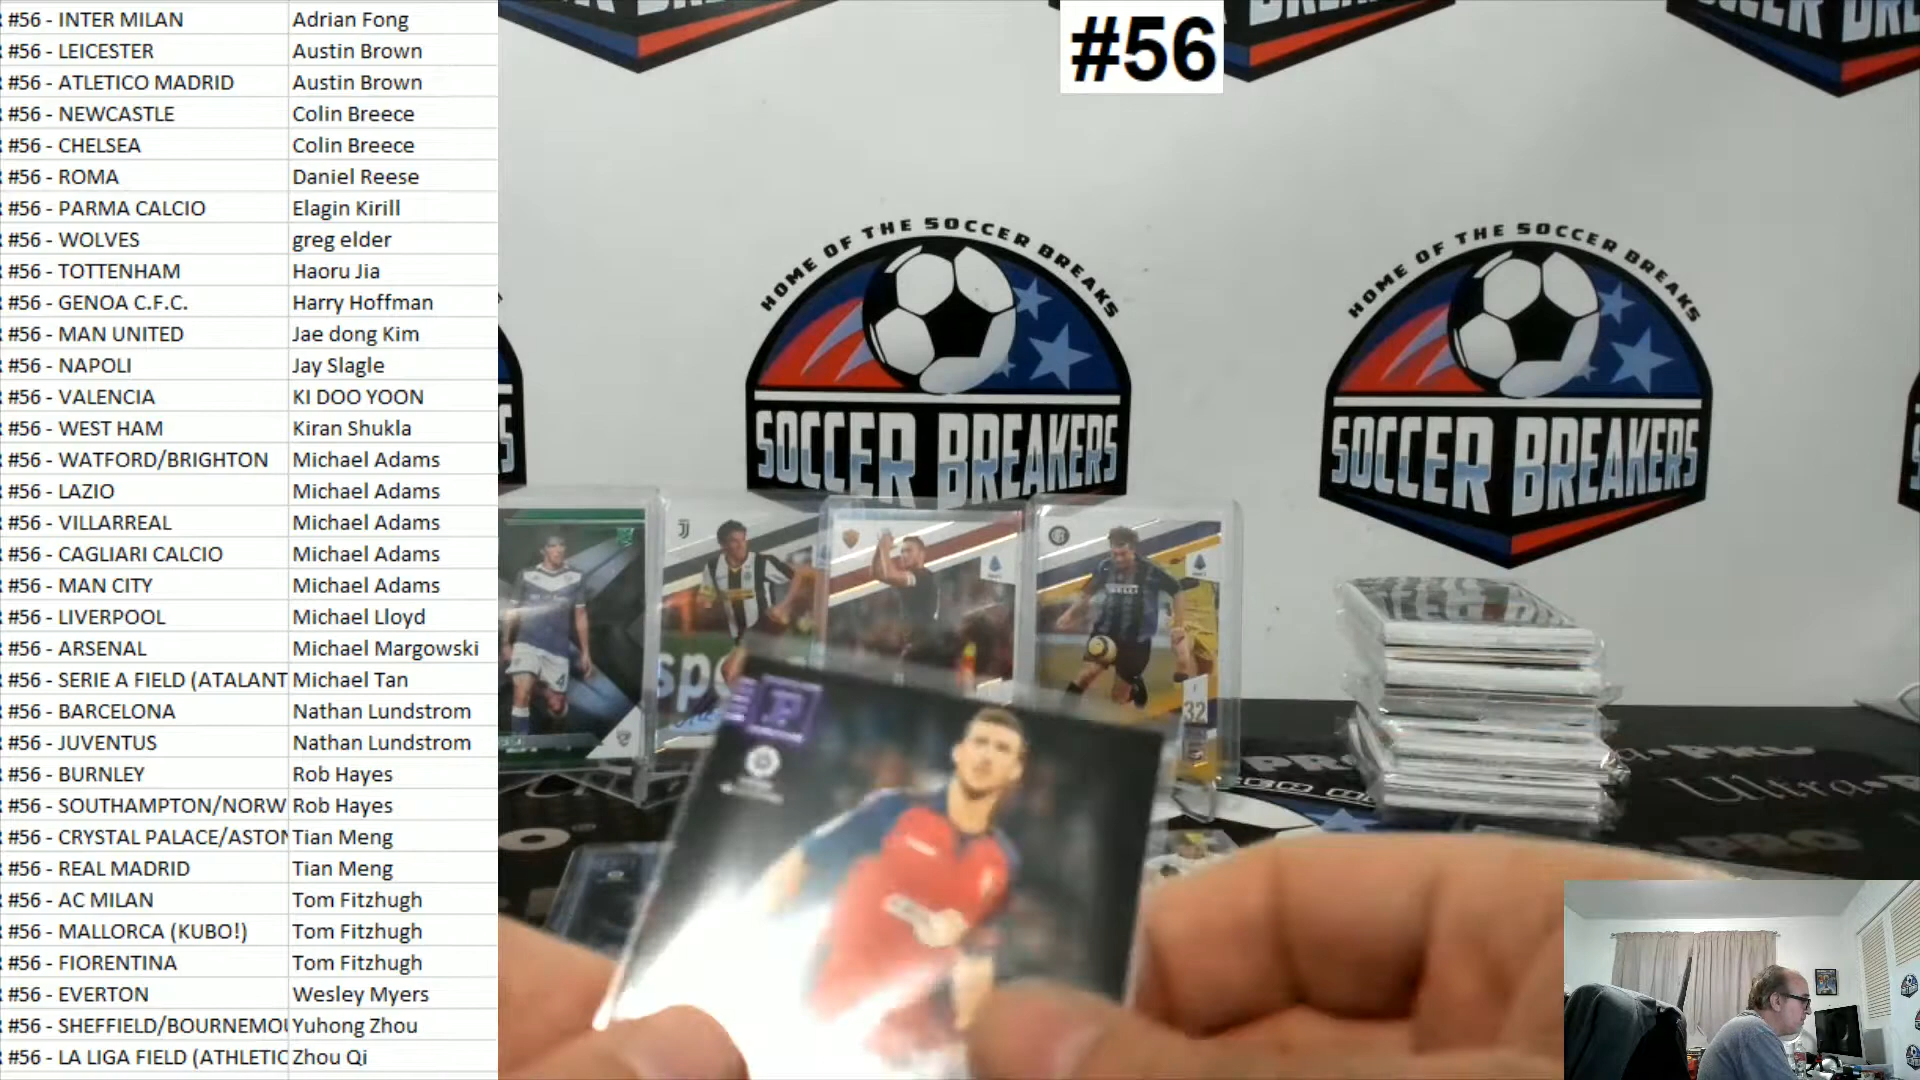 #56 - INTER MILAN Adrian Fong
#56 - LEICESTER Austin Brown
#56 - ATLETICO MADRID Austin Brown
#56 - NEWCASTLE Colin Breece
#56 - CHELSEA Colin Breece
#56 - ROMA Daniel Reese
#56 - PARMA CALCIO Elagin Kirill
#56 - WOLVES greg elder
#56 - TOTTENHAM Haoru Jia
#56 - GENOA C.F.C. Harry Hoffman
#56 - MAN UNITED Jae dong Kim
#56 - NAPOLI Jay Slagle
#56 - VALENCIA KI DOO YOON
#56 - WEST HAM Kiran Shukla
#56 - WATFORD/BRIGHTON Michael Adams
#56 - LAZIO Michael Adams
#56 - VILLARREAL Michael Adams
#56 - CAGLIARI CALCIO Michael Adams
#56 - MAN CITY Michael Adams
#56 - LIVERPOOL Michael Lloyd
#56 - ARSENAL Michael Margowski
#56 - SERIE A FIELD (ATALANT Michael Tan
#56 - BARCELONA Nathan Lundstrom
#56 - JUVENTUS Nathan Lundstrom
#56 - BURNLEY Rob Hayes
#56 - SOUTHAMPTON/NORW Rob Hayes
#56 - CRYSTAL PALACE/ASTON Tian Meng
#56 - REAL MADRID Tian Meng
#56 - AC MILAN Tom Fitzhugh
#56 - MALLORCA (KUBO!) Tom Fitzhugh
#56 - FIORENTINA Tom Fitzhugh
#56 - EVERTON Wesley Myers
#56 - SHEFFIELD/BOURNEMOU Yuhong Zhou
#56 - LA LIGA FIELD (ATHLETIC Zhou Qi
#56
HOME OF THE SOCCER BREAKS
SOCCER BREAKERS
HOME OF THE SOCCER BREAKS
SOCCER BREAKERS
32
Ultra-PRO